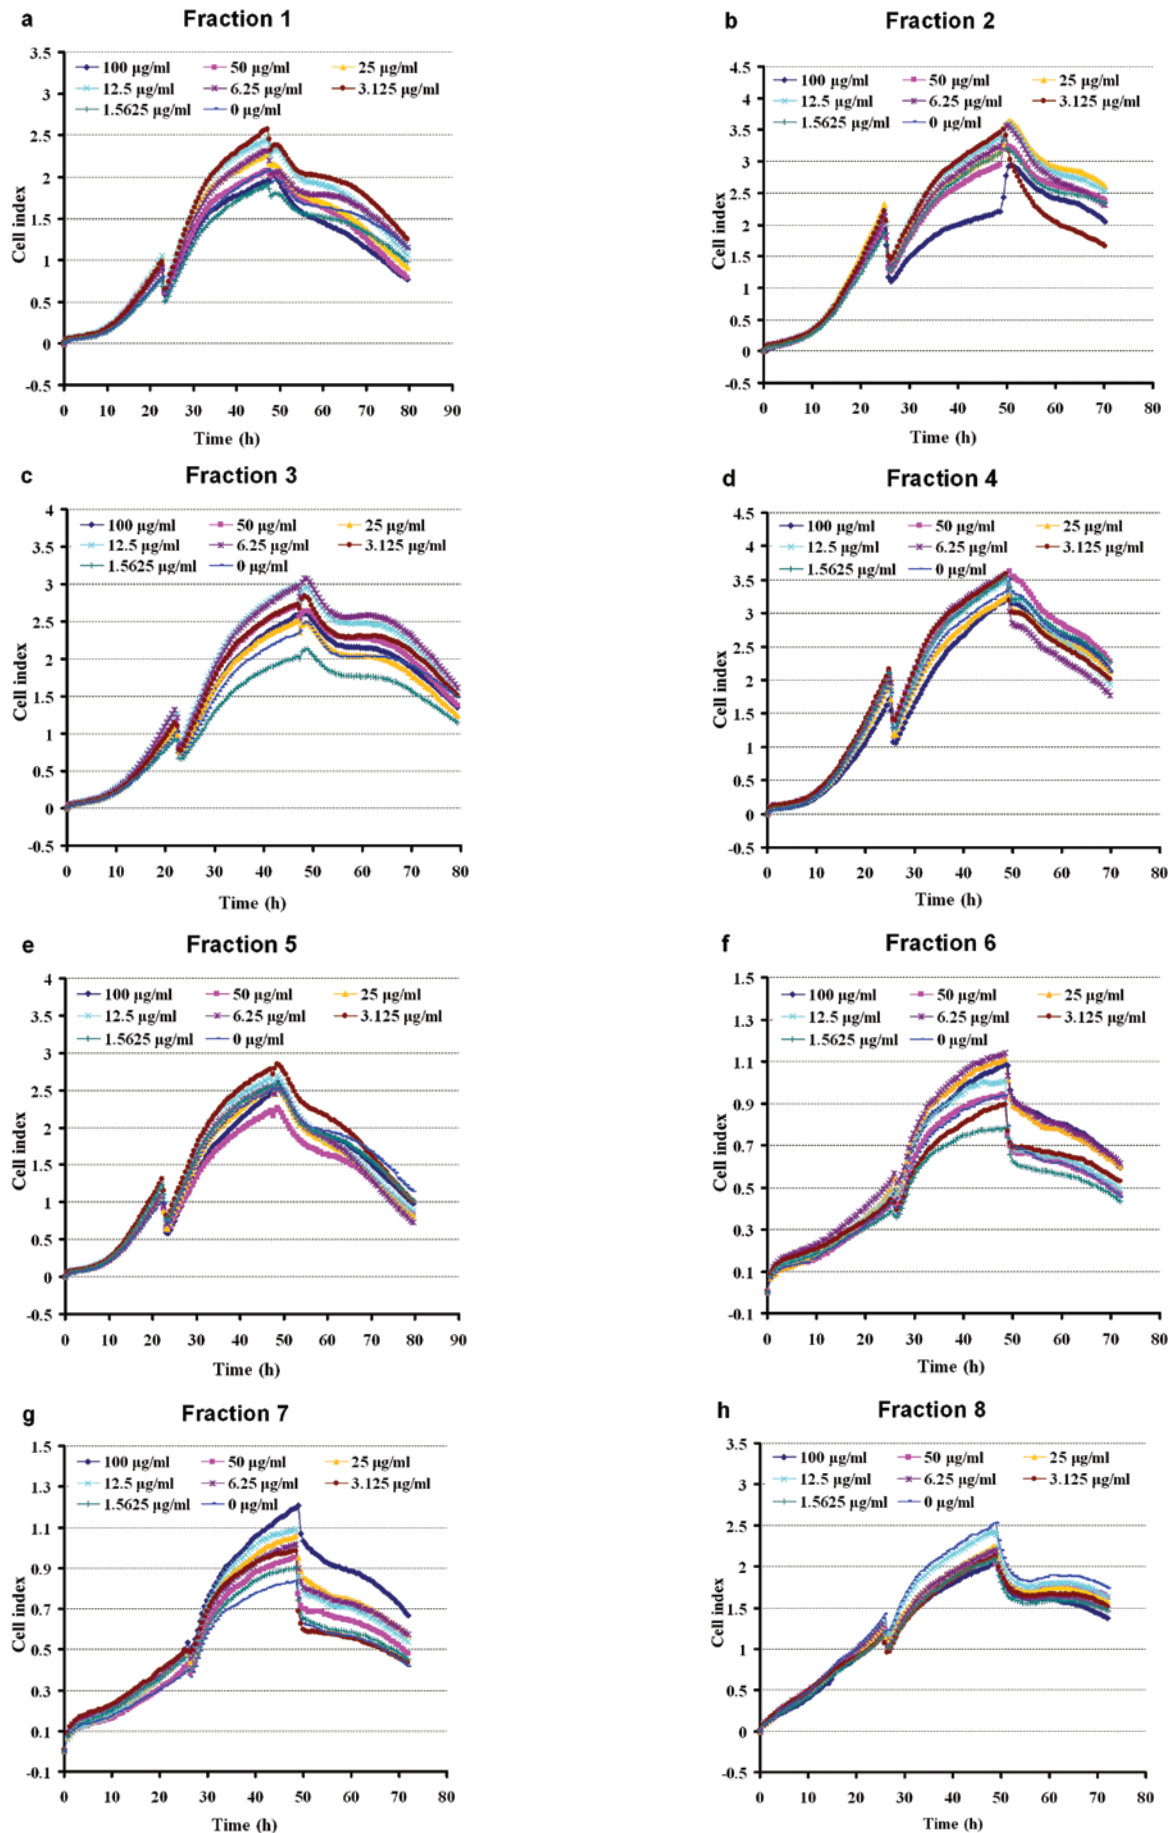 a
Fraction 1
3.5
3
2.5
2
1.5
1
0.5
0
-0.5
100 µg/ml 50 µg/ml 25 µg/ml
12.5 µg/ml 6.25 µg/ml 3.125 µg/ml
1.5625 µg/ml 0 µg/ml
Cell index
0 10 20 30 40 50 60 70 80 90
Time (h)
b
Fraction 2
4.5
4
3.5
3
2.5
2
1.5
1
0.5
0
-0.5
100 µg/ml 50 µg/ml 25 µg/ml
12.5 µg/ml 6.25 µg/ml 3.125 µg/ml
1.5625 µg/ml 0 µg/ml
Cell index
0 10 20 30 40 50 60 70 80
Time (h)
c
Fraction 3
4
3.5
3
2.5
2
1.5
1
0.5
0
-0.5
100 µg/ml 50 µg/ml 25 µg/ml
12.5 µg/ml 6.25 µg/ml 3.125 µg/ml
1.5625 µg/ml 0 µg/ml
Cell index
0 10 20 30 40 50 60 70 80
Time (h)
d
Fraction 4
4.5
4
3.5
3
2.5
2
1.5
1
0.5
0
-0.5
100 µg/ml 50 µg/ml 25 µg/ml
12.5 µg/ml 6.25 µg/ml 3.125 µg/ml
1.5625 µg/ml 0 µg/ml
Cell index
0 10 20 30 40 50 60 70 80
Time (h)
e
Fraction 5
4
3.5
3
2.5
2
1.5
1
0.5
0
-0.5
100 µg/ml 50 µg/ml 25 µg/ml
12.5 µg/ml 6.25 µg/ml 3.125 µg/ml
1.5625 µg/ml 0 µg/ml
Cell index
0 10 20 30 40 50 60 70 80 90
Time (h)
f
Fraction 6
1.5
1.3
1.1
0.9
0.7
0.5
0.3
0.1
-0.1
100 µg/ml 50 µg/ml 25 µg/ml
12.5 µg/ml 6.25 µg/ml 3.125 µg/ml
1.5625 µg/ml 0 µg/ml
Cell index
0 10 20 30 40 50 60 70 80
Time (h)
g
Fraction 7
1.5
1.3
1.1
0.9
0.7
0.5
0.3
0.1
-0.1
100 µg/ml 50 µg/ml 25 µg/ml
12.5 µg/ml 6.25 µg/ml 3.125 µg/ml
1.5625 µg/ml 0 µg/ml
Cell index
0 10 20 30 40 50 60 70 80
Time (h)
h
Fraction 8
3.5
3
2.5
2
1.5
1
0.5
0
-0.5
100 µg/ml 50 µg/ml 25 µg/ml
12.5 µg/ml 6.25 µg/ml 3.125 µg/ml
1.5625 µg/ml 0 µg/ml
Cell index
0 10 20 30 40 50 60 70 80
Time (h)